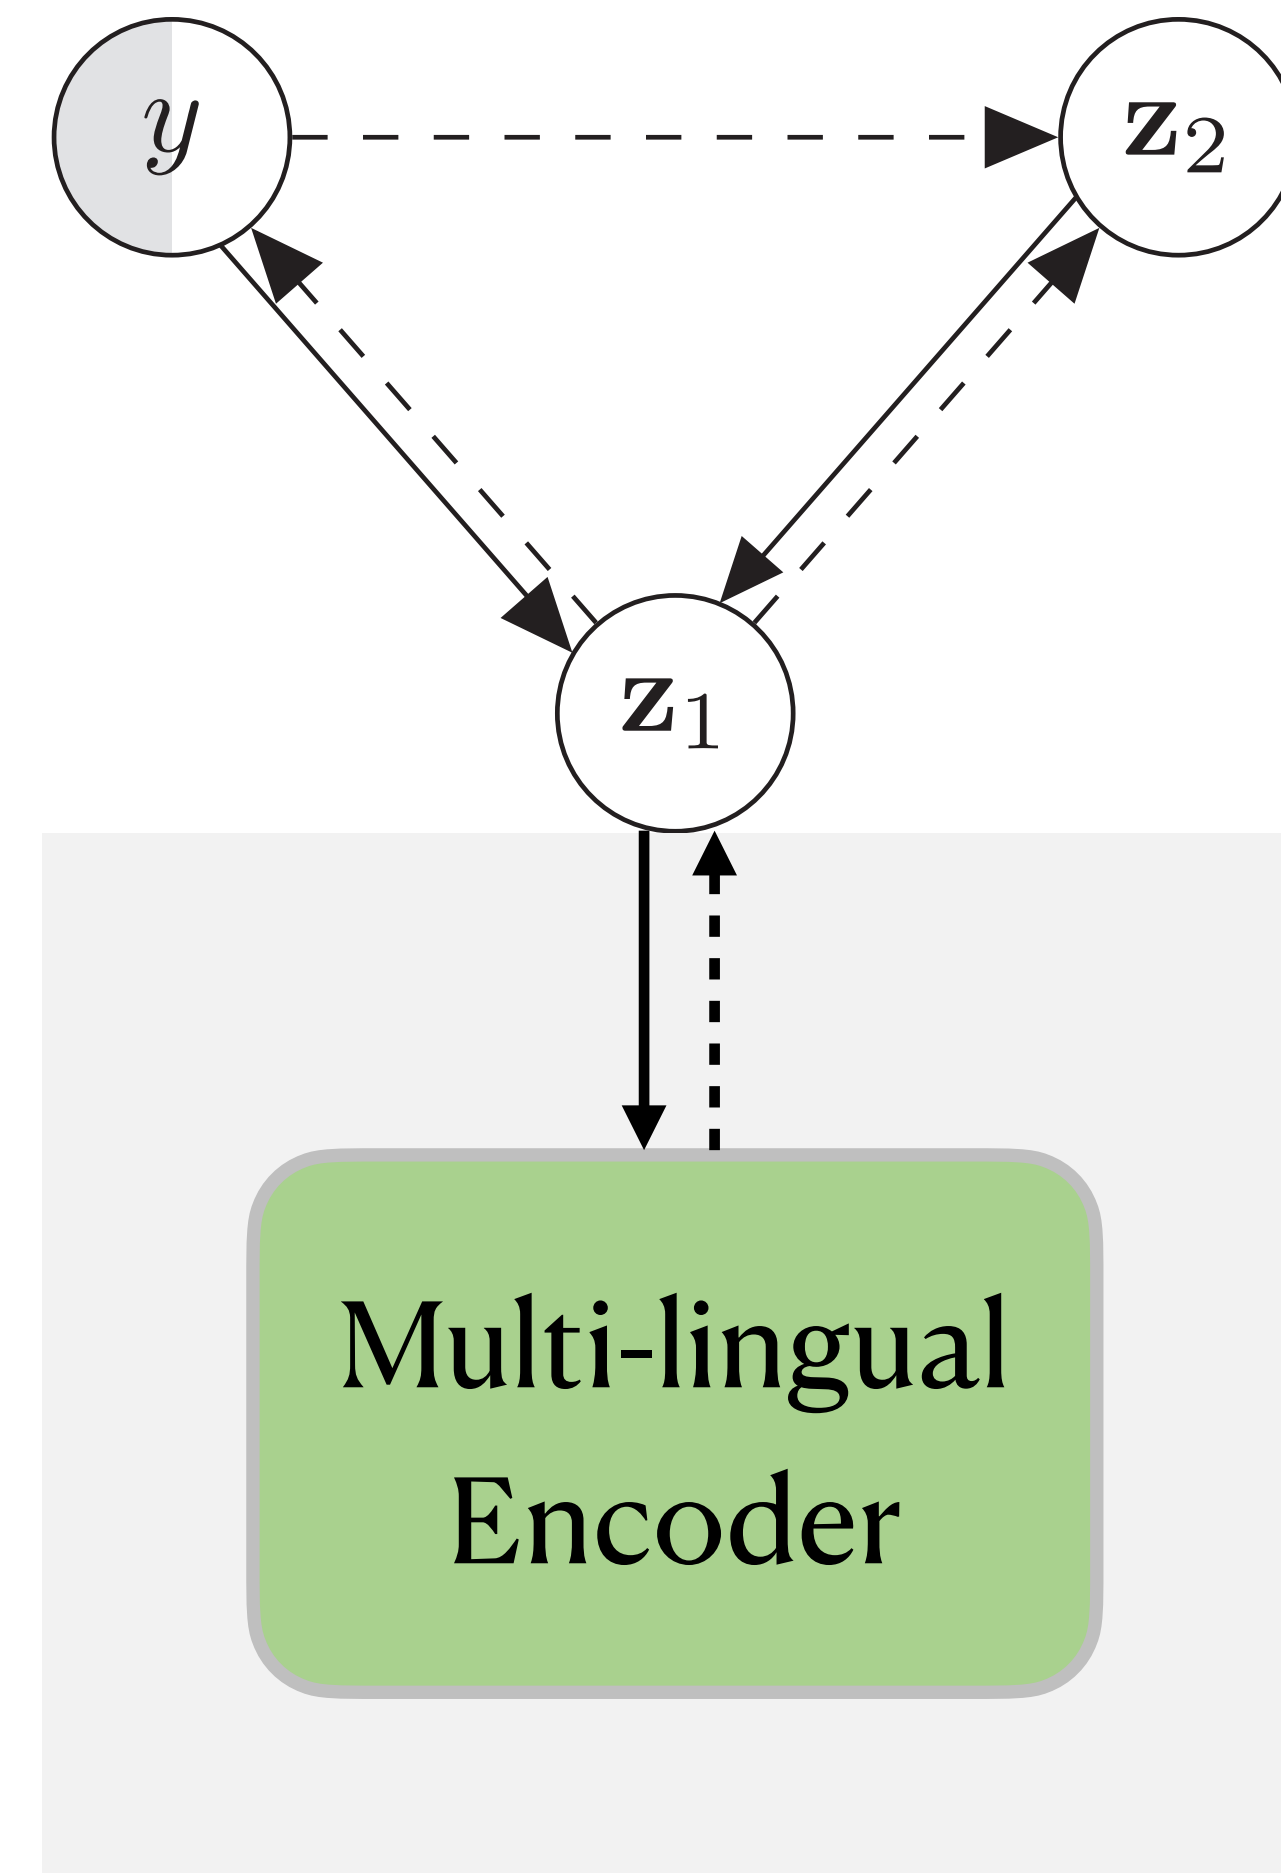 y
z₂
z₁
Multi-lingual
Encoder